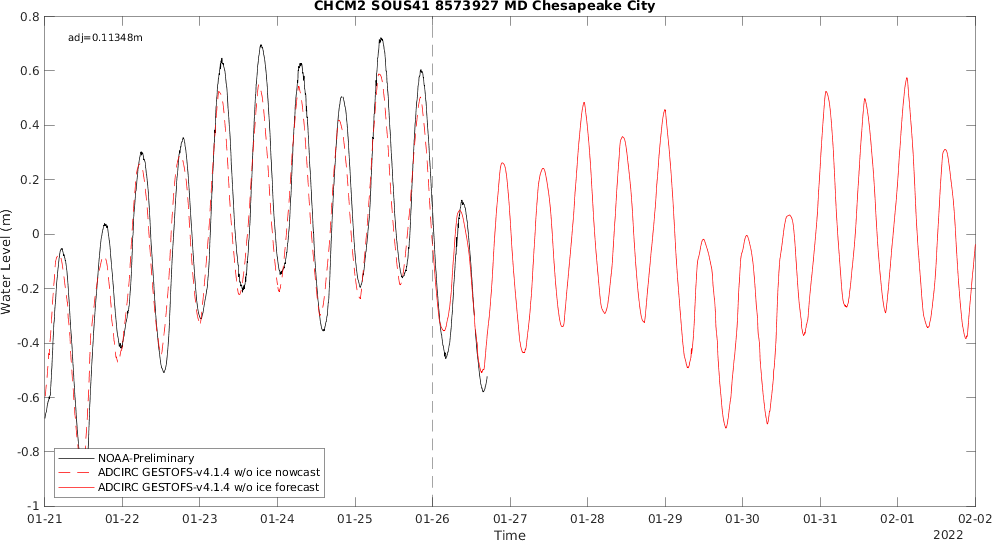 CHCM2 SOUS41 8573927 MD Chesapeake City
adj=0.11348m
0.8
0.6
0.4
0.2
0
-0.2
-0.4
-0.6
-0.8
-1
Water Level (m)
NOAA-Preliminary
ADCIRC GESTOFS-v4.1.4 w/o ice nowcast
ADCIRC GESTOFS-v4.1.4 w/o ice forecast
01-21 01-22 01-23 01-24 01-25 01-26 01-27 01-28 01-29 01-30 01-31 02-01 02-02
Time
2022